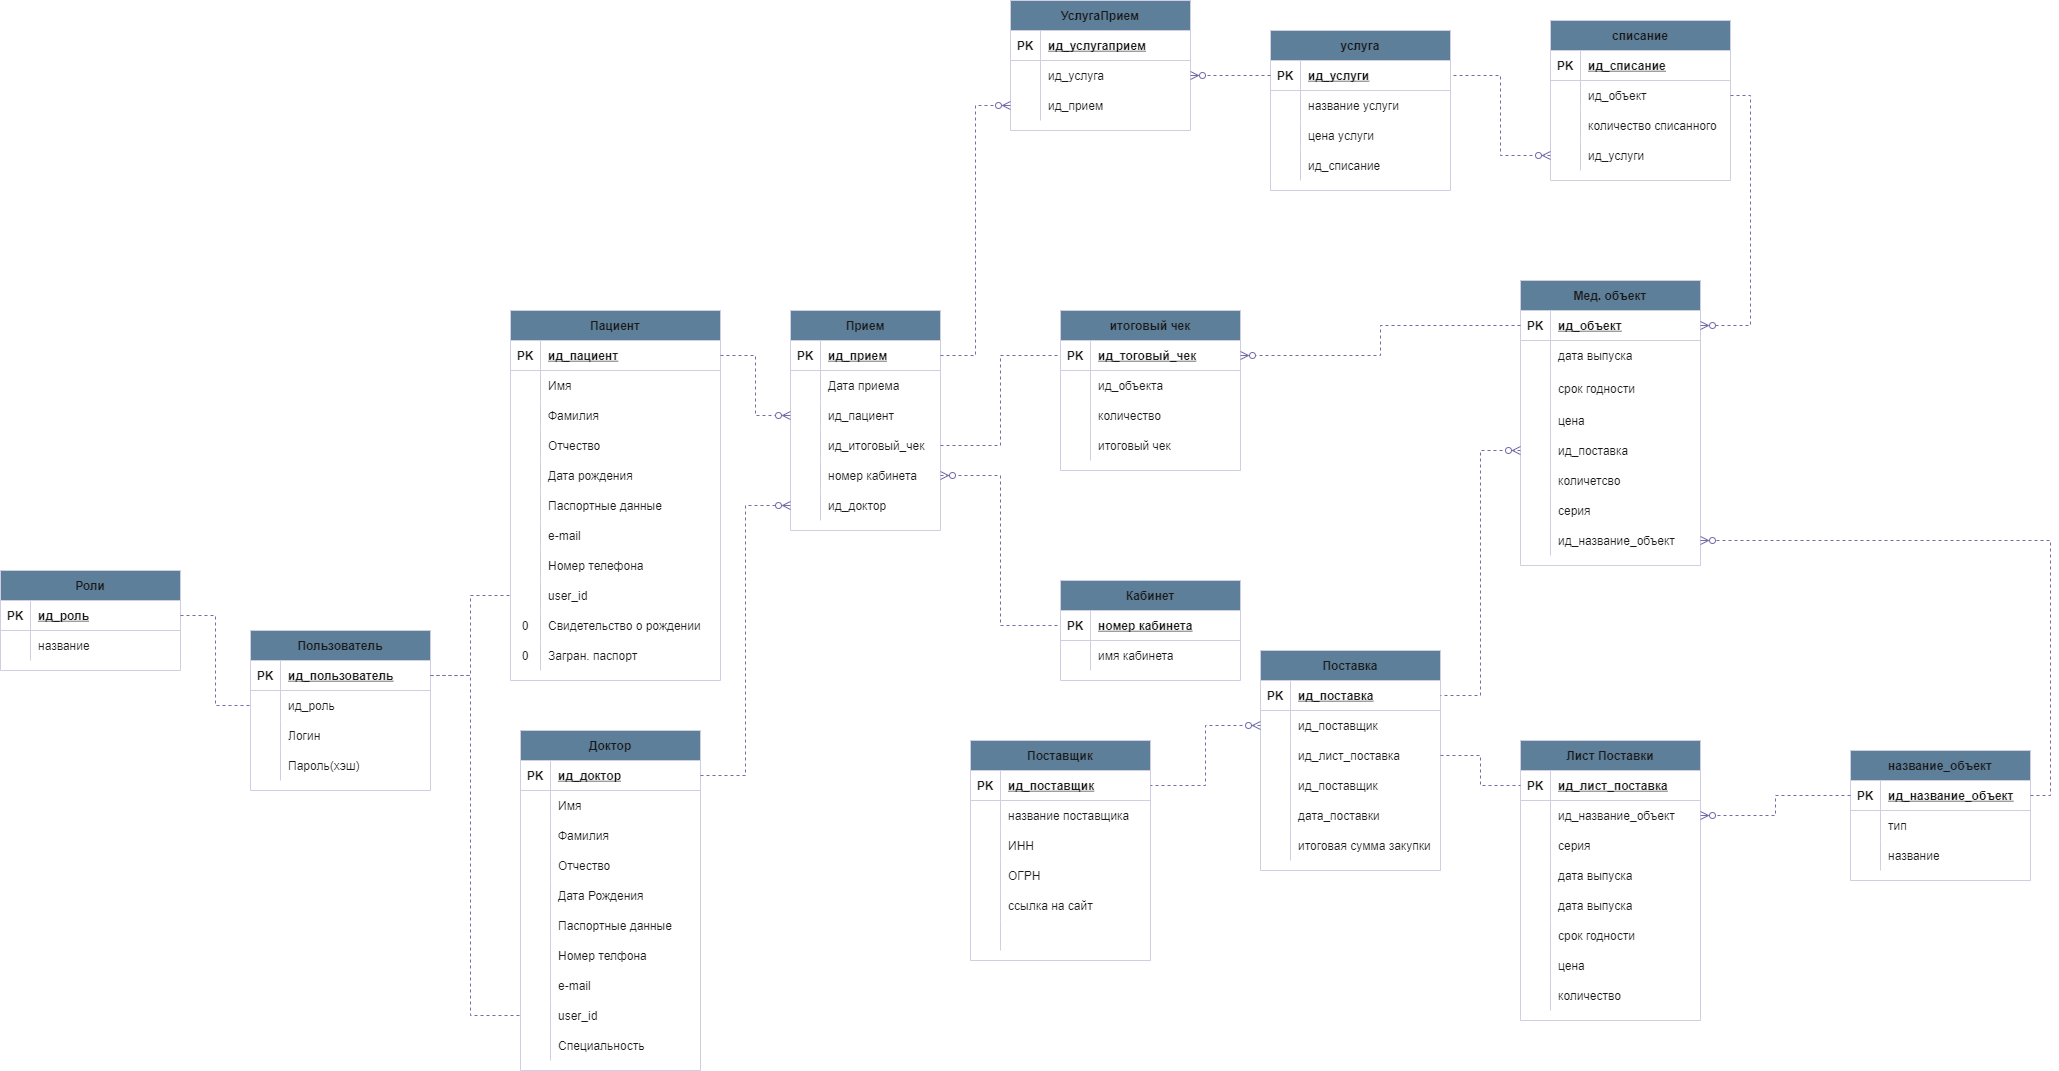 УслугаПрием
PK ид_услугаприем
ид_услуга
ид_прием
услуга
PK ид_услуги
название услуги
цена услуги
ид_списание
списание
PK ид_списание
ид_объект
количество списанного
ид_услуги
Пациент
PK ид_пациент
Имя
Фамилия
Отчество
Дата рождения
Паспортные данные
e-mail
Номер телефона
user_id
0 Свидетельство о рождении
0 Загран. паспорт
Прием
PK ид_прием
Дата приема
ид_пациент
ид_итоговый_чек
номер кабинета
ид_доктор
итоговый чек
PK ид_тоговый_чек
ид_объекта
количество
итоговый чек
Мед. объект
PK ид_объект
дата выпуска
срок годности
цена
ид_поставка
количетсво
серия
ид_название_объект
Роли
PK ид_роль
название
Пользователь
PK ид_пользователь
ид_роль
Логин
Пароль(хэш)
Кабинет
PK номер кабинета
имя кабинета
Доктор
PK ид_доктор
Имя
Фамилия
Отчество
Дата Рождения
Паспортные данные
Номер телфона
e-mail
user_id
Специальность
Поставщик
PK ид_поставщик
название поставщика
ИНН
ОГРН
ссылка на сайт
Поставка
PK ид_поставка
ид_поставщик
ид_лист_поставка
ид_поставщик
дата_поставки
итоговая сумма закупки
Лист Поставки
PK ид_лист_поставка
ид_название_объект
серия
дата выпуска
дата выпуска
срок годности
цена
количество
название_объект
PK ид_название_объект
тип
название